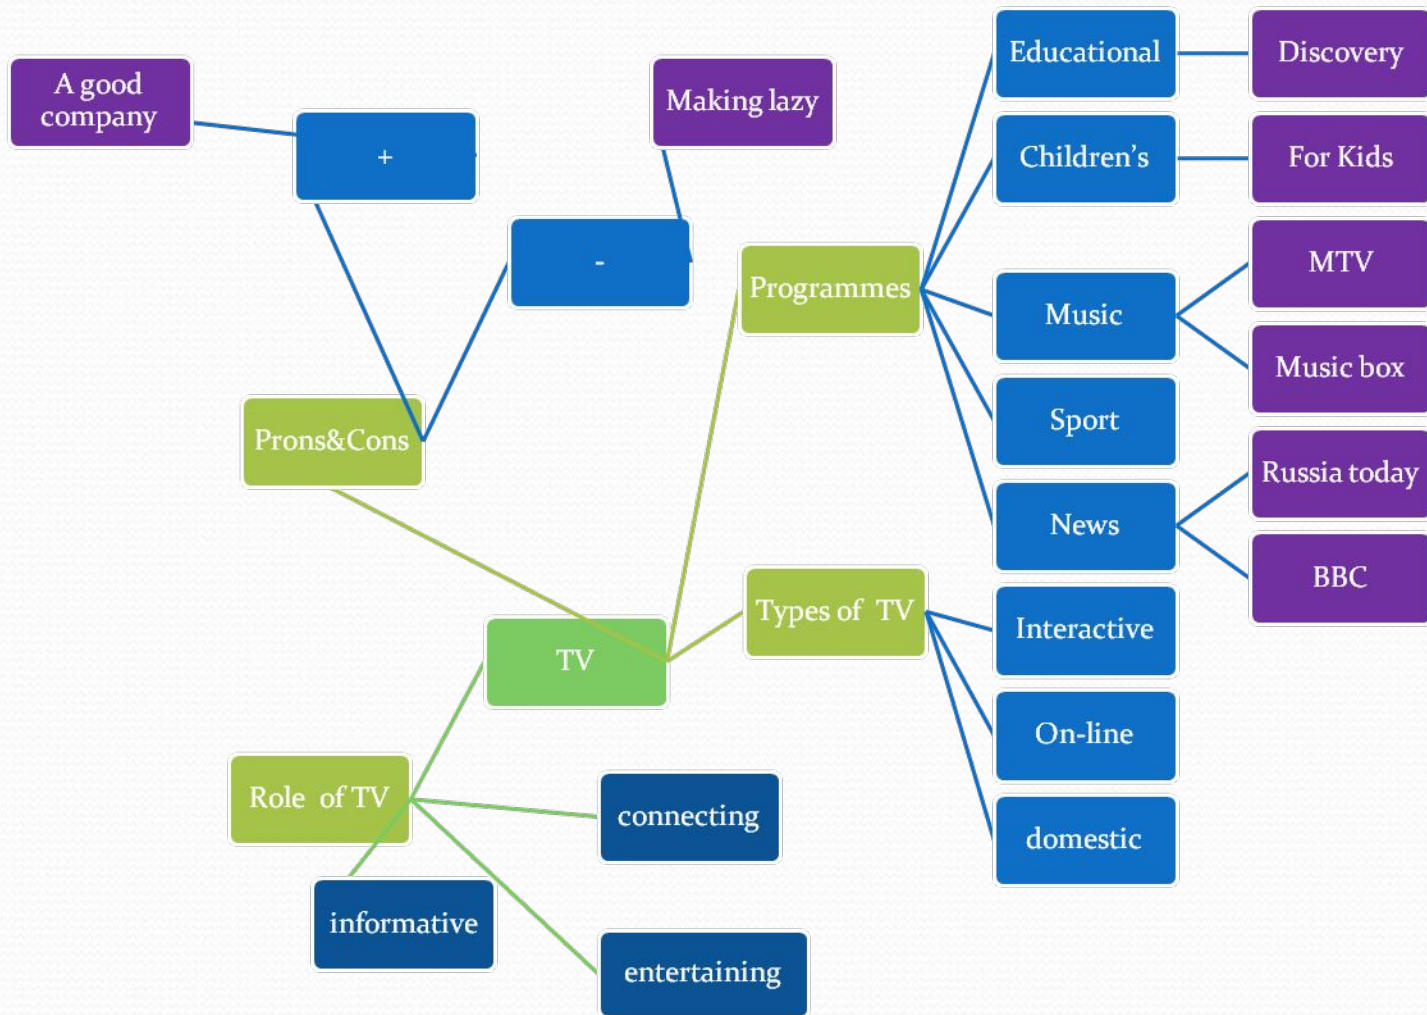 A good
company
+
Making lazy
-
Prons&Cons
Programmes
Educational
Discovery
Children’s
For Kids
Music
MTV
Music box
Sport
News
Russia today
BBC
TV
Types of  TV
Interactive
On-line
domestic
Role  of TV
connecting
informative
entertaining